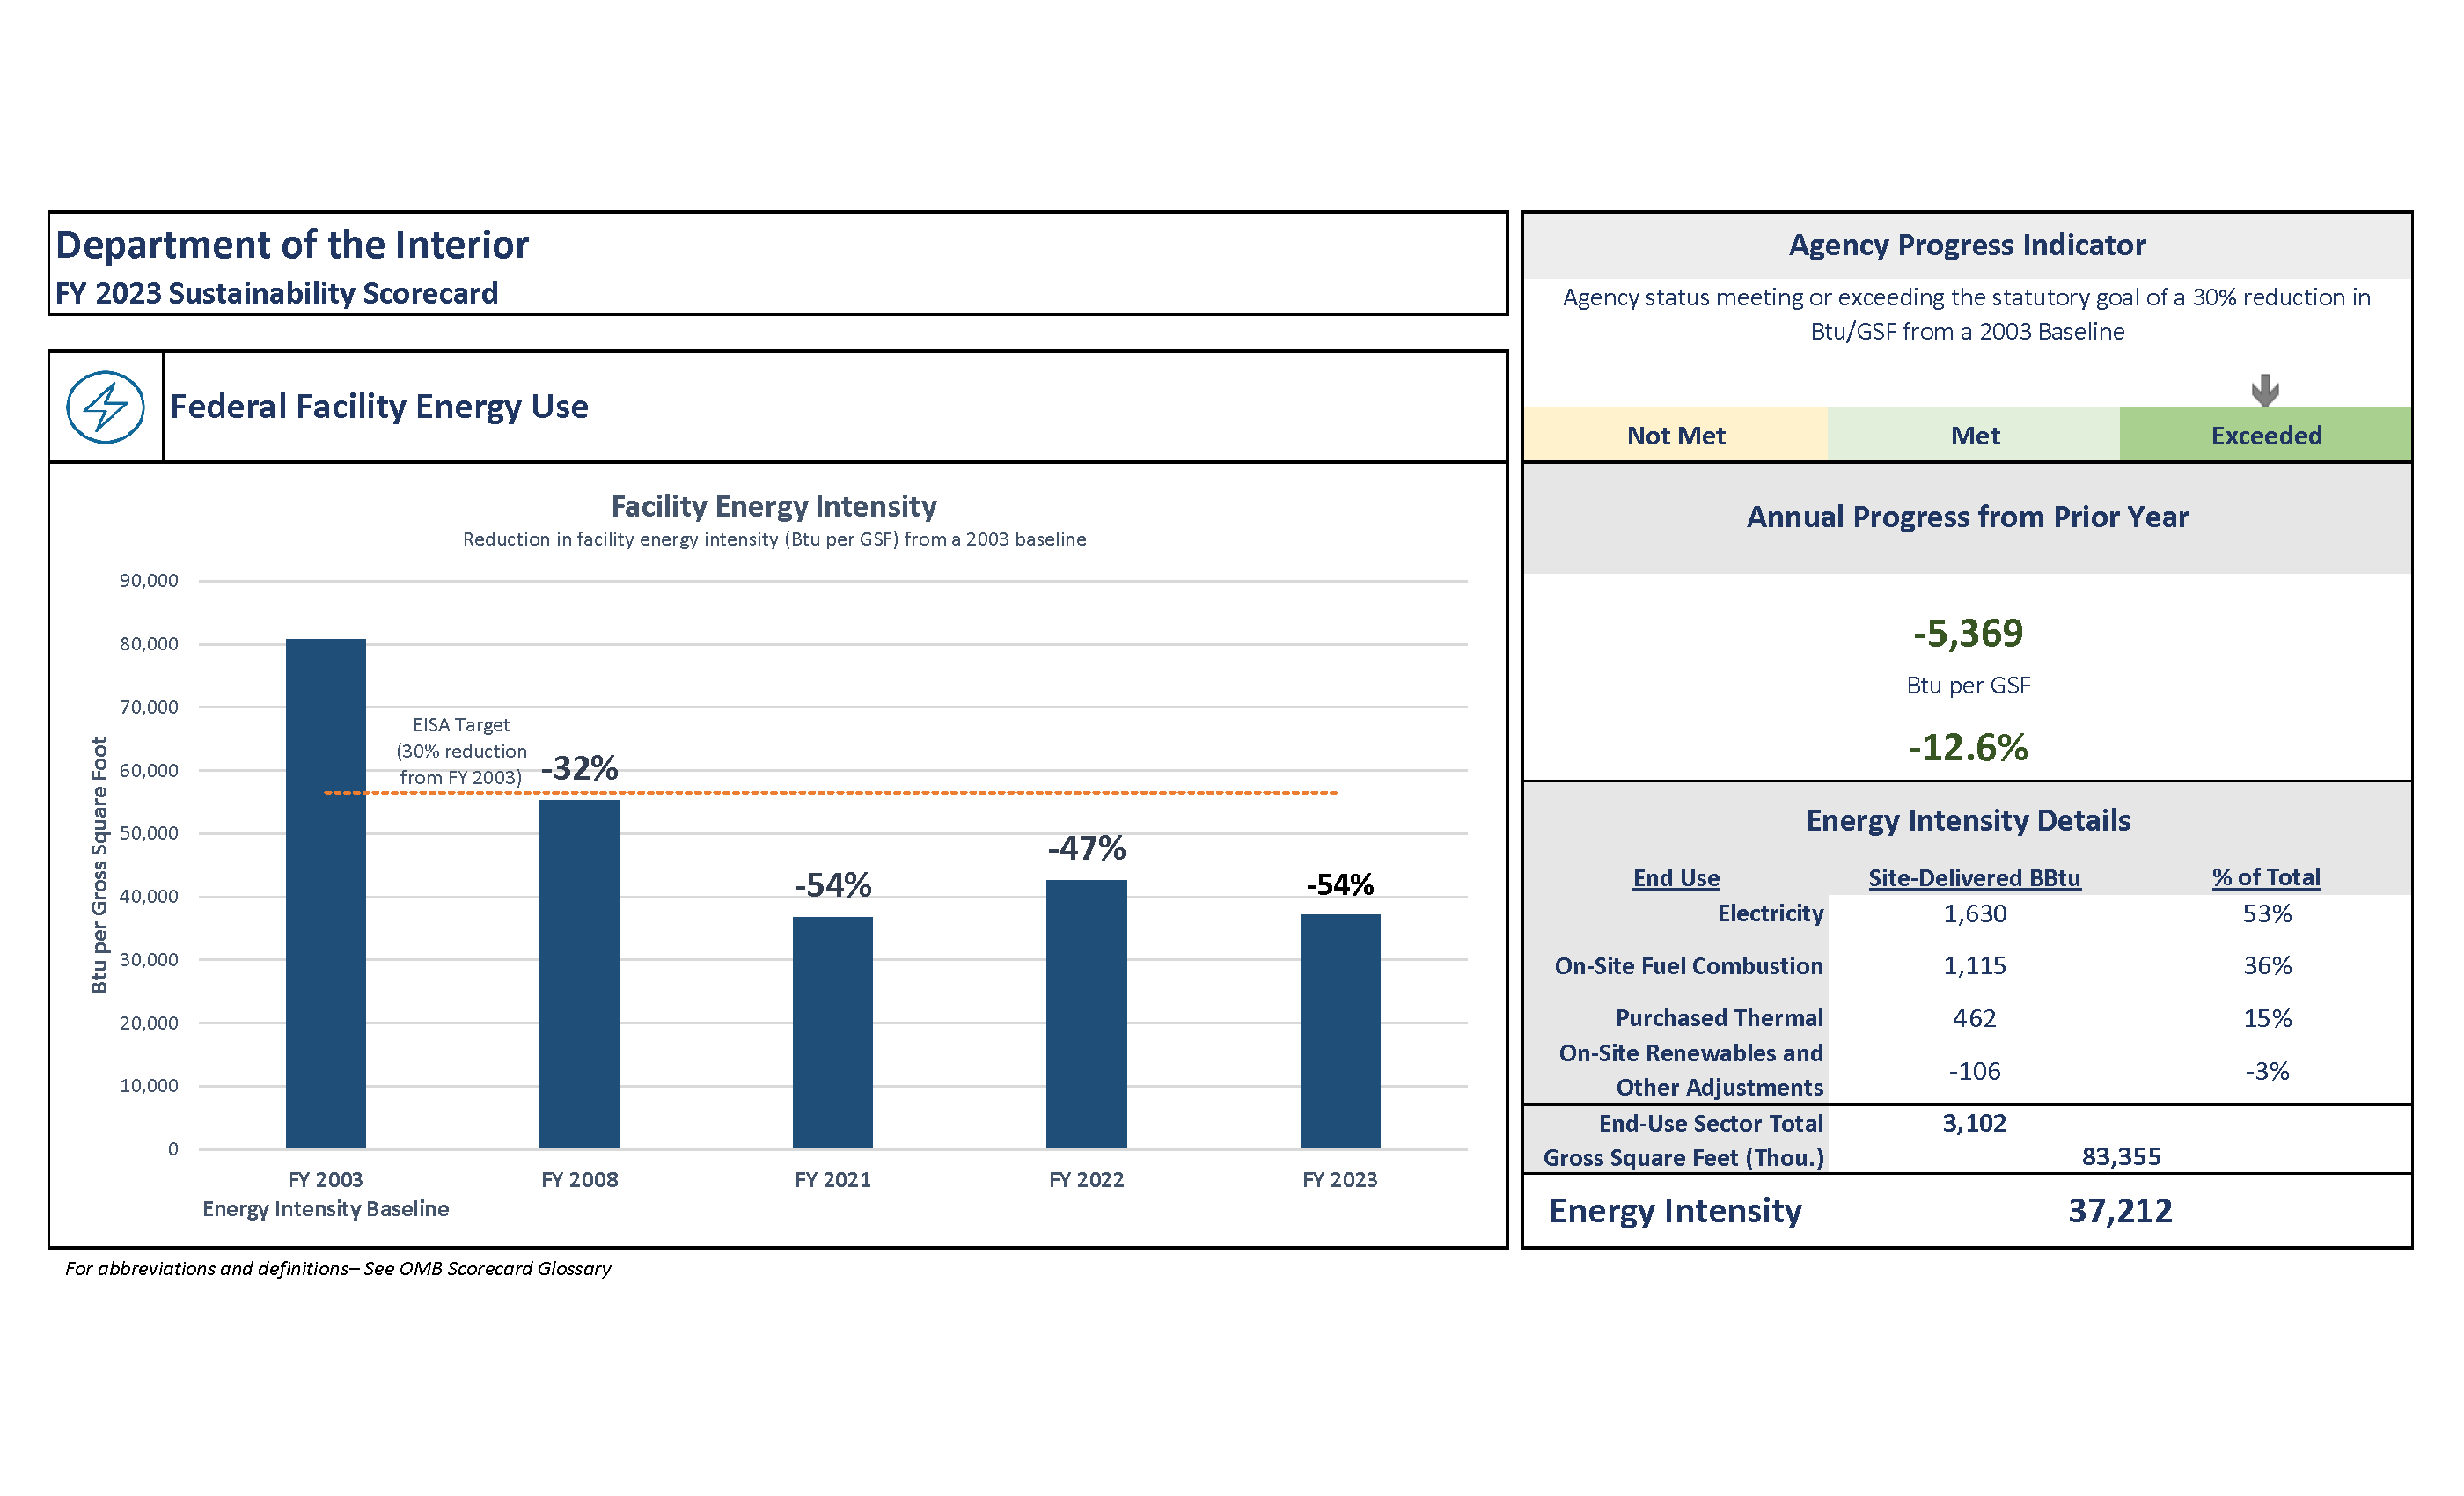 Department of the Interior
FY 2023 Sustainability Scorecard
Federal Facility Energy Use
Facility Energy Intensity
Reduction in facility energy intensity (Btu per GSF) from a 2003 baseline
Btu per Gross Square Foot
90,000
80,000
70,000
60,000
50,000
40,000
30,000
20,000
10,000
0
EISA Target
(30% reduction
from FY 2003)
-32%
-54%
-47%
-54%
FY 2003
FY 2008
FY 2021
FY 2022
FY 2023
Energy Intensity Baseline
For abbreviations and definitions– See OMB Scorecard Glossary
Agency Progress Indicator
Agency status meeting or exceeding the statutory goal of a 30% reduction in
Btu/GSF from a 2003 Baseline
Not Met Met Exceeded
Annual Progress from Prior Year
-5,369
Btu per GSF
-12.6%
Energy Intensity Details
End Use Site-Delivered BBtu % of Total
Electricity 1,630 53%
On-Site Fuel Combustion 1,115 36%
Purchased Thermal 462 15%
On-Site Renewables and
Other Adjustments -106 -3%
End-Use Sector Total 3,102
Gross Square Feet (Thou.) 83,355
Energy Intensity 37,212